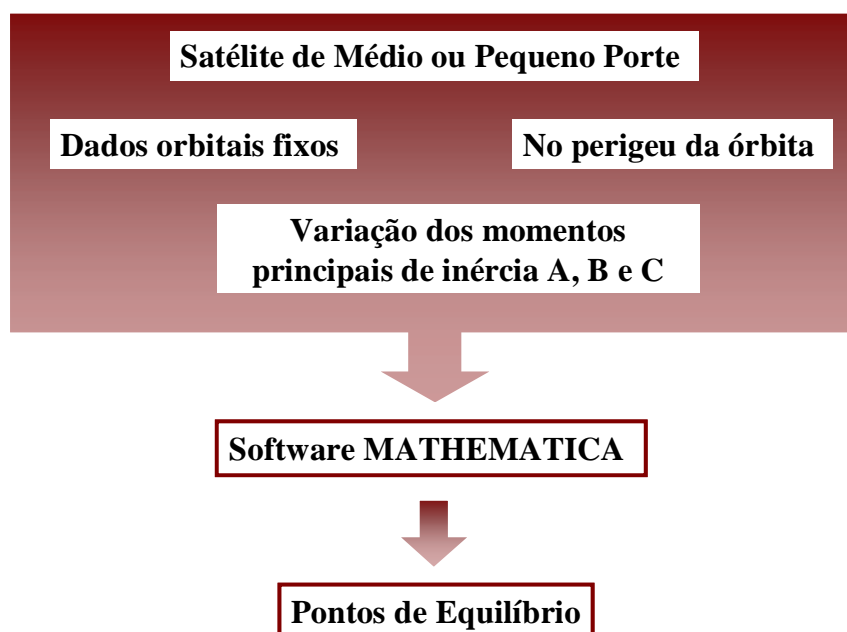 Satélite de Médio ou Pequeno Porte
Dados orbitais fixos
No perigeu da órbita
Variação dos momentos
principais de inércia A, B e C
Software MATHEMATICA
Pontos de Equilíbrio